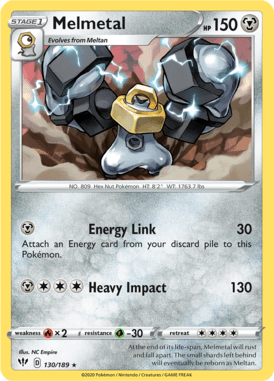 STAGE 1 Melmetal HP 150
Evolves from Meltan
NO. 809 Hex Nut Pokémon HT: 8'2" WT: 1763.7 lbs
Energy Link 30
Attach an Energy card from your discard pile to this
Pokémon.
Heavy Impact 130
weakness ×2 resistance -30 retreat
Illus. NC Empire
D 130/189 ★
At the end of its life-span, Melmetal will rust
and fall apart. The small shards left behind
will eventually be reborn as Meltan.
©2020 Pokémon / Nintendo / Creatures / GAME FREAK